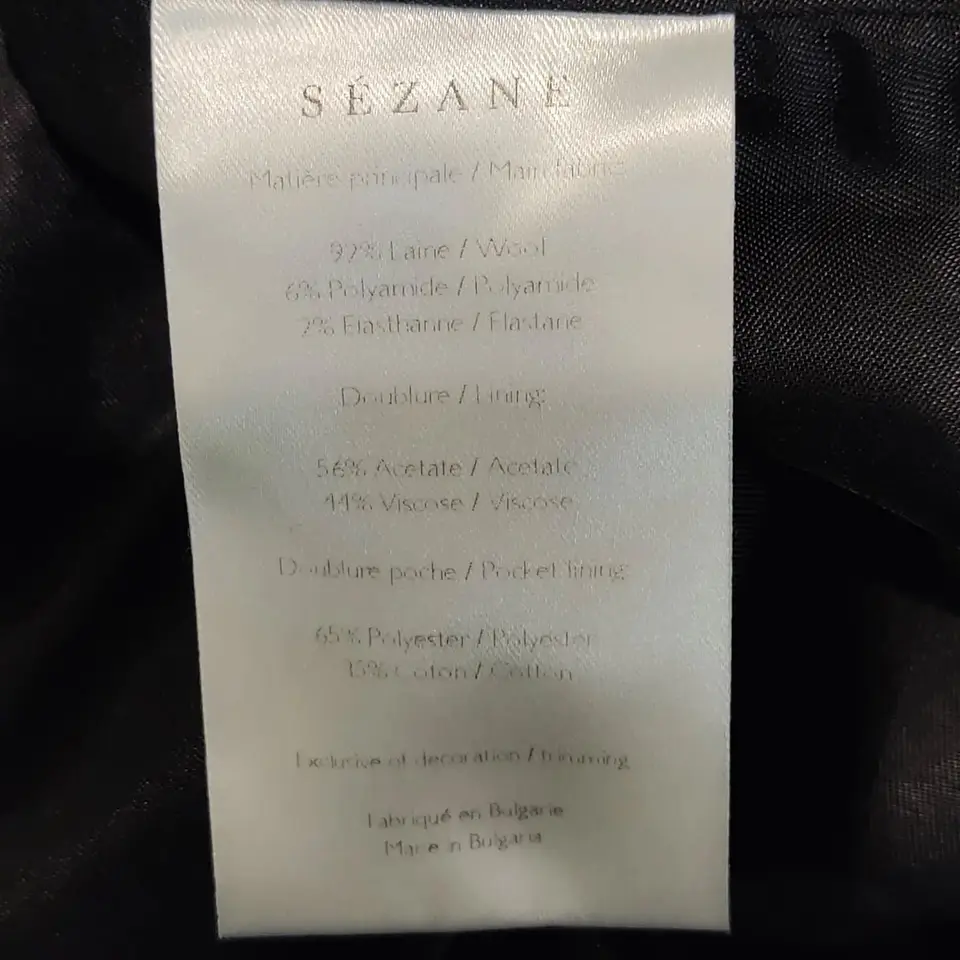 SÉZANE
Matière principale / Main fabric
92% Laine / Wool
6% Polyamide / Polyamide
2% Elasthanne / Elastane
Doublure / Lining:
56% Acetate / Acetate
44% Viscose / Viscose
Doublure poche / Pocket lining:
65% Polyester / Polyester
Coton / Cotton
Exclusive of decoration / trimming
Fabriqué en Bulgarie
Made in Bulgaria